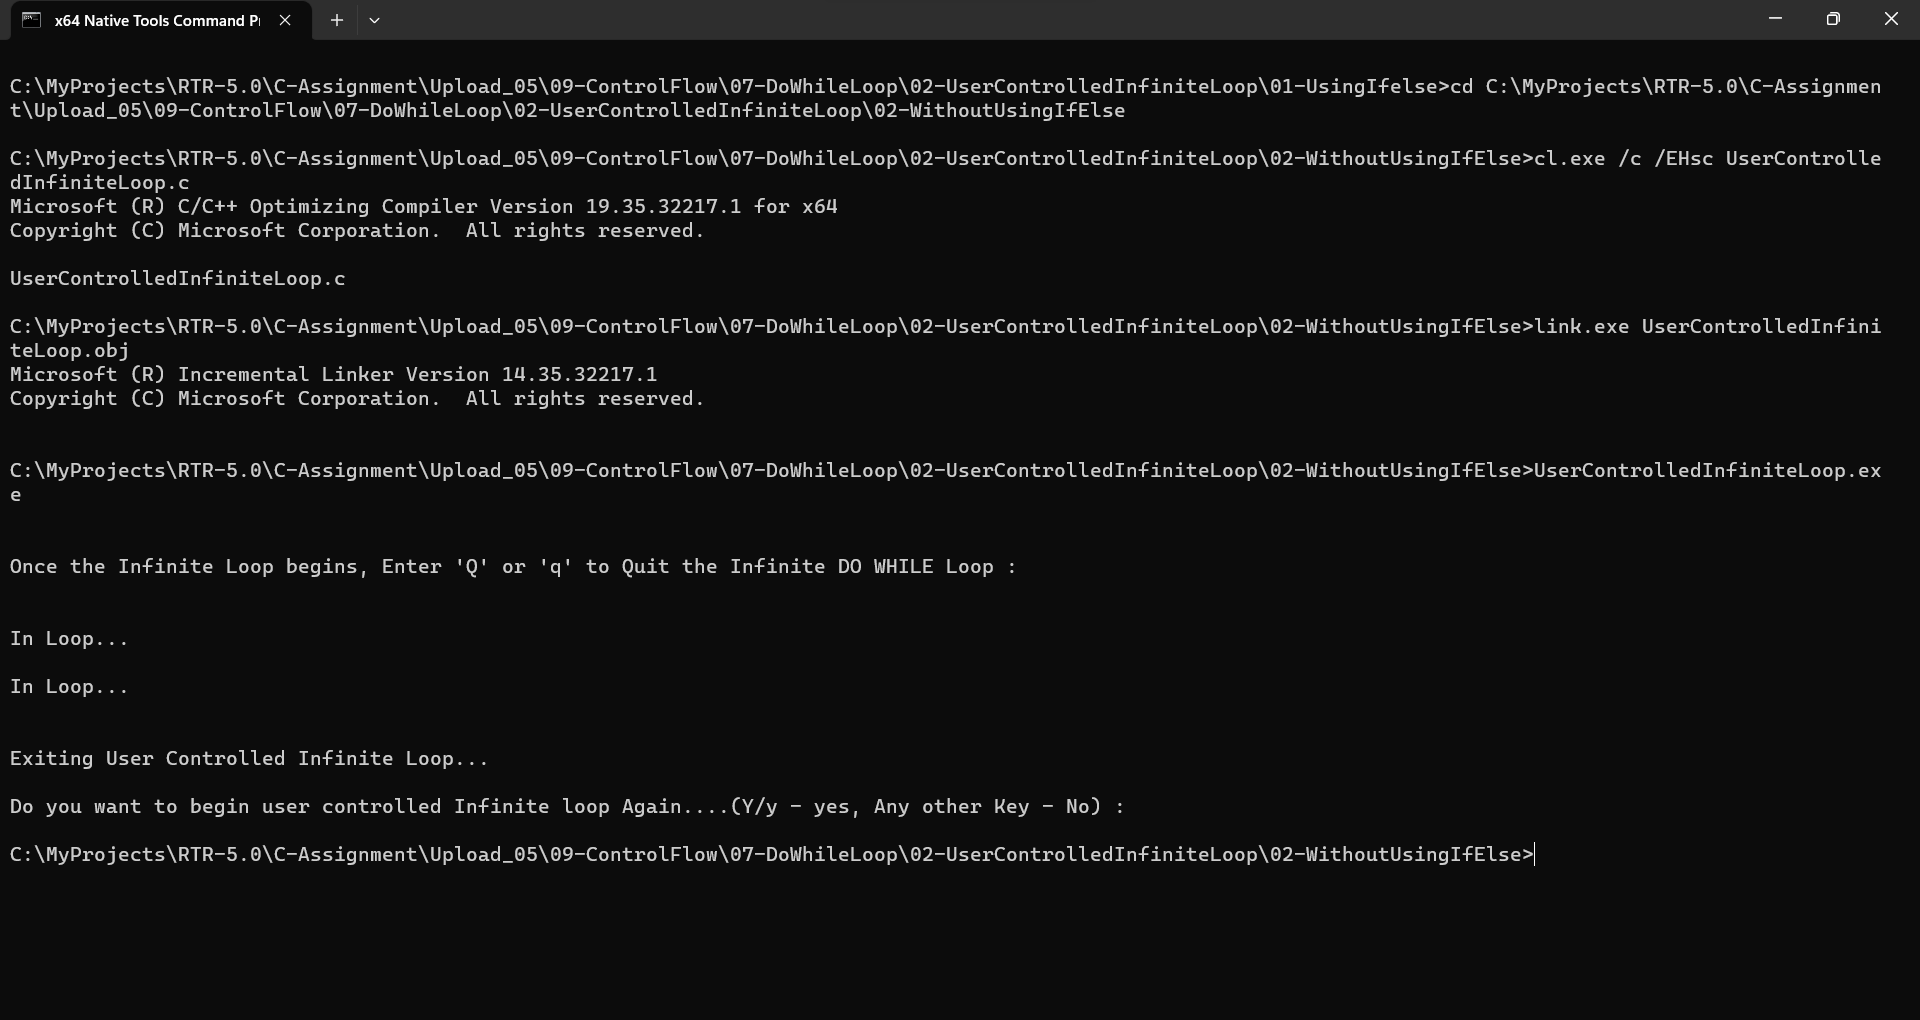 x64 Native Tools Command P
C:\MyProjects\RTR-5.0\C-Assignment\Upload_05\09-ControlFlow\07-DoWhileLoop\02-UserControlledInfiniteLoop\01-UsingIfelse>cd C:\MyProjects\RTR-5.0\C-Assignmen
t\Upload_05\09-ControlFlow\07-DoWhileLoop\02-UserControlledInfiniteLoop\02-WithoutUsingIfElse
C:\MyProjects\RTR-5.0\C-Assignment\Upload_05\09-ControlFlow\07-DoWhileLoop\02-UserControlledInfiniteLoop\02-WithoutUsingIfElse>cl.exe /c /EHsc UserControlle
dInfiniteLoop.c
Microsoft (R) C/C++ Optimizing Compiler Version 19.35.32217.1 for x64
Copyright (C) Microsoft Corporation.  All rights reserved.
UserControlledInfiniteLoop.c
C:\MyProjects\RTR-5.0\C-Assignment\Upload_05\09-ControlFlow\07-DoWhileLoop\02-UserControlledInfiniteLoop\02-WithoutUsingIfElse>link.exe UserControlledInfini
teLoop.obj
Microsoft (R) Incremental Linker Version 14.35.32217.1
Copyright (C) Microsoft Corporation.  All rights reserved.
C:\MyProjects\RTR-5.0\C-Assignment\Upload_05\09-ControlFlow\07-DoWhileLoop\02-UserControlledInfiniteLoop\02-WithoutUsingIfElse>UserControlledInfiniteLoop.ex
e
Once the Infinite Loop begins, Enter 'Q' or 'q' to Quit the Infinite DO WHILE Loop :
In Loop...
In Loop...
Exiting User Controlled Infinite Loop...
Do you want to begin user controlled Infinite loop Again....(Y/y - yes, Any other Key - No) :
C:\MyProjects\RTR-5.0\C-Assignment\Upload_05\09-ControlFlow\07-DoWhileLoop\02-UserControlledInfiniteLoop\02-WithoutUsingIfElse>